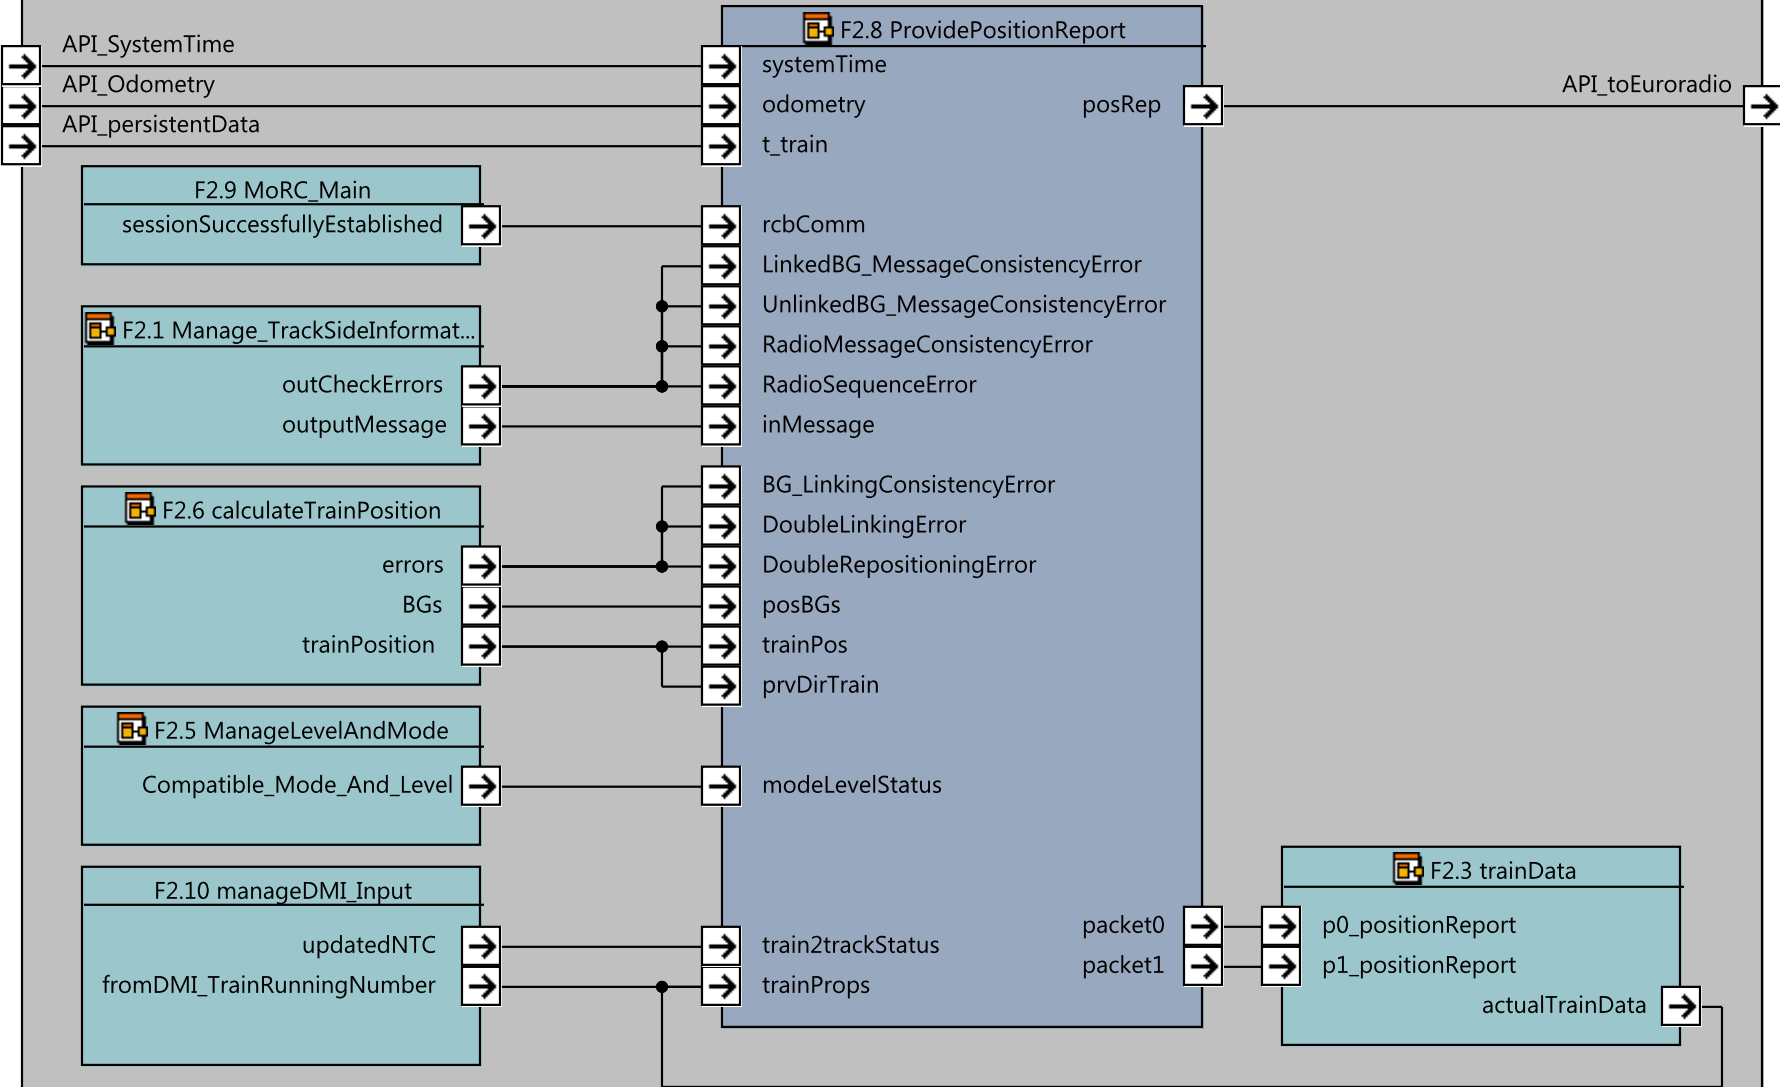 F2.8 ProvidePositionReport
API_SystemTime
systemTime
API_Odometry
odometry
posRep
API_toEuroradio
API_persistentData
t_train
F2.9 MoRC_Main
sessionSuccessfullyEstablished
rcbComm
LinkedBG_MessageConsistencyError
UnlinkedBG_MessageConsistencyError
F2.1 Manage_TrackSideInformat...
RadioMessageConsistencyError
outCheckErrors
RadioSequenceError
outputMessage
inMessage
BG_LinkingConsistencyError
F2.6 calculateTrainPosition
DoubleLinkingError
errors
DoubleRepositioningError
BGs
posBGs
trainPosition
trainPos
prvDirTrain
F2.5 ManageLevelAndMode
Compatible_Mode_And_Level
modeLevelStatus
F2.3 trainData
F2.10 manageDMI_Input
packet0
p0_positionReport
updatedNTC
train2trackStatus
packet1
p1_positionReport
fromDMI_TrainRunningNumber
trainProps
actualTrainData